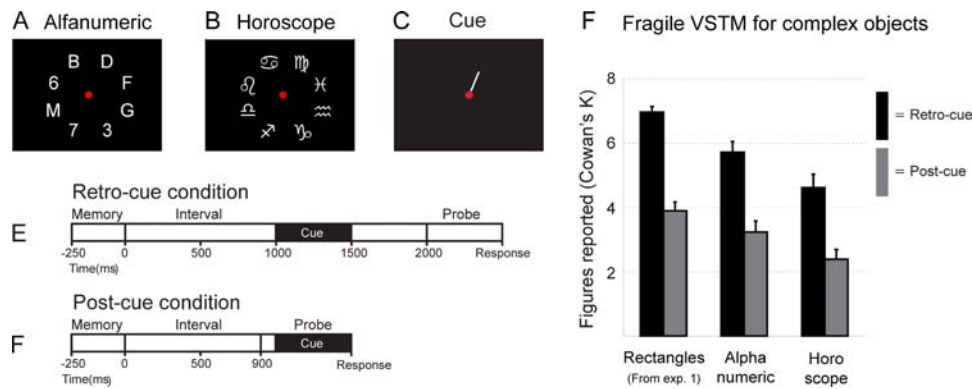 A Alfanumeric
B D
6 F
M G
7 3
B Horoscope
♋ ♍
♌ ♓
♎ ♒
♐ ♑
C Cue
Retro-cue condition
Memory Interval Probe
E
Cue
-250 0 500 1000 1500 2000 Response
Time(ms)
Post-cue condition
Memory Interval Probe
F
Cue
-250 0 500 900 Response
Time(ms)
F Fragile VSTM for complex objects
Figures reported (Cowan's K)
8
6
4
2
= Retro-cue
= Post-cue
Rectangles Alpha Horo
(From exp. 1) numeric scope